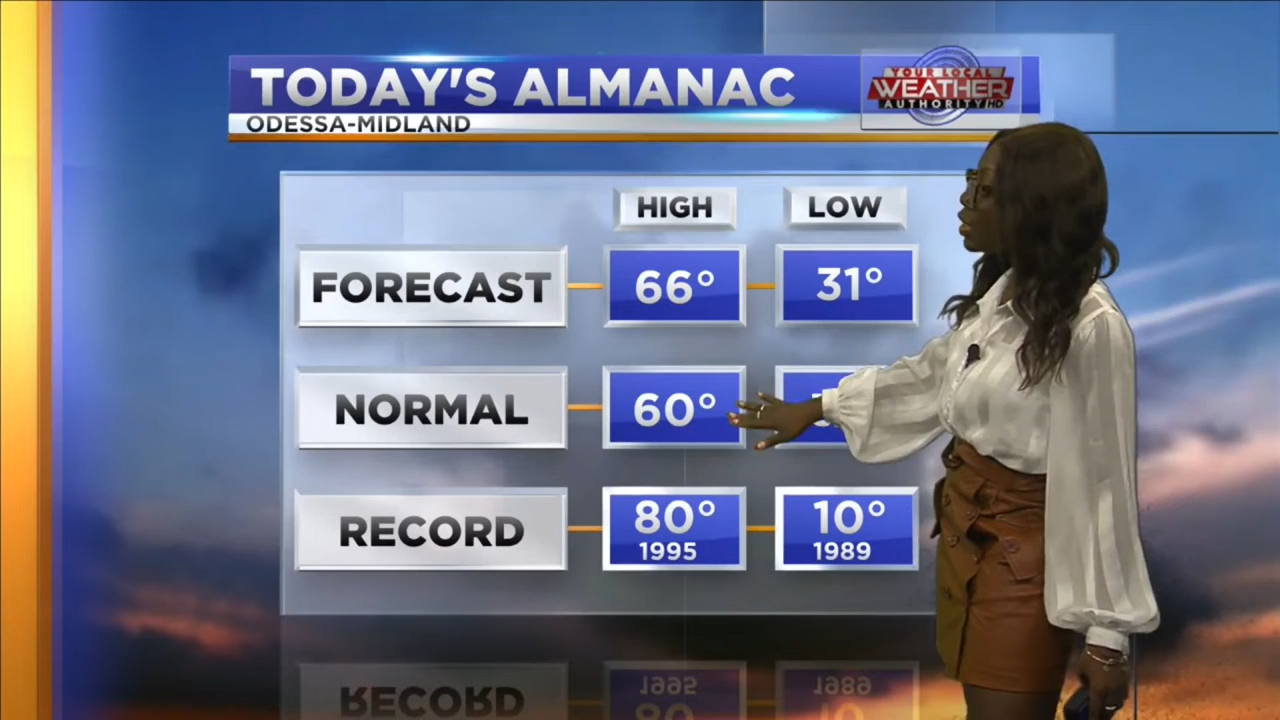 TODAY'S ALMANAC
YOUR LOCAL
WEATHER
AUTHORITY HD
ODESSA-MIDLAND
HIGH LOW
FORECAST 66° 31°
NORMAL 60°
RECORD 80° 10°
1995 1989